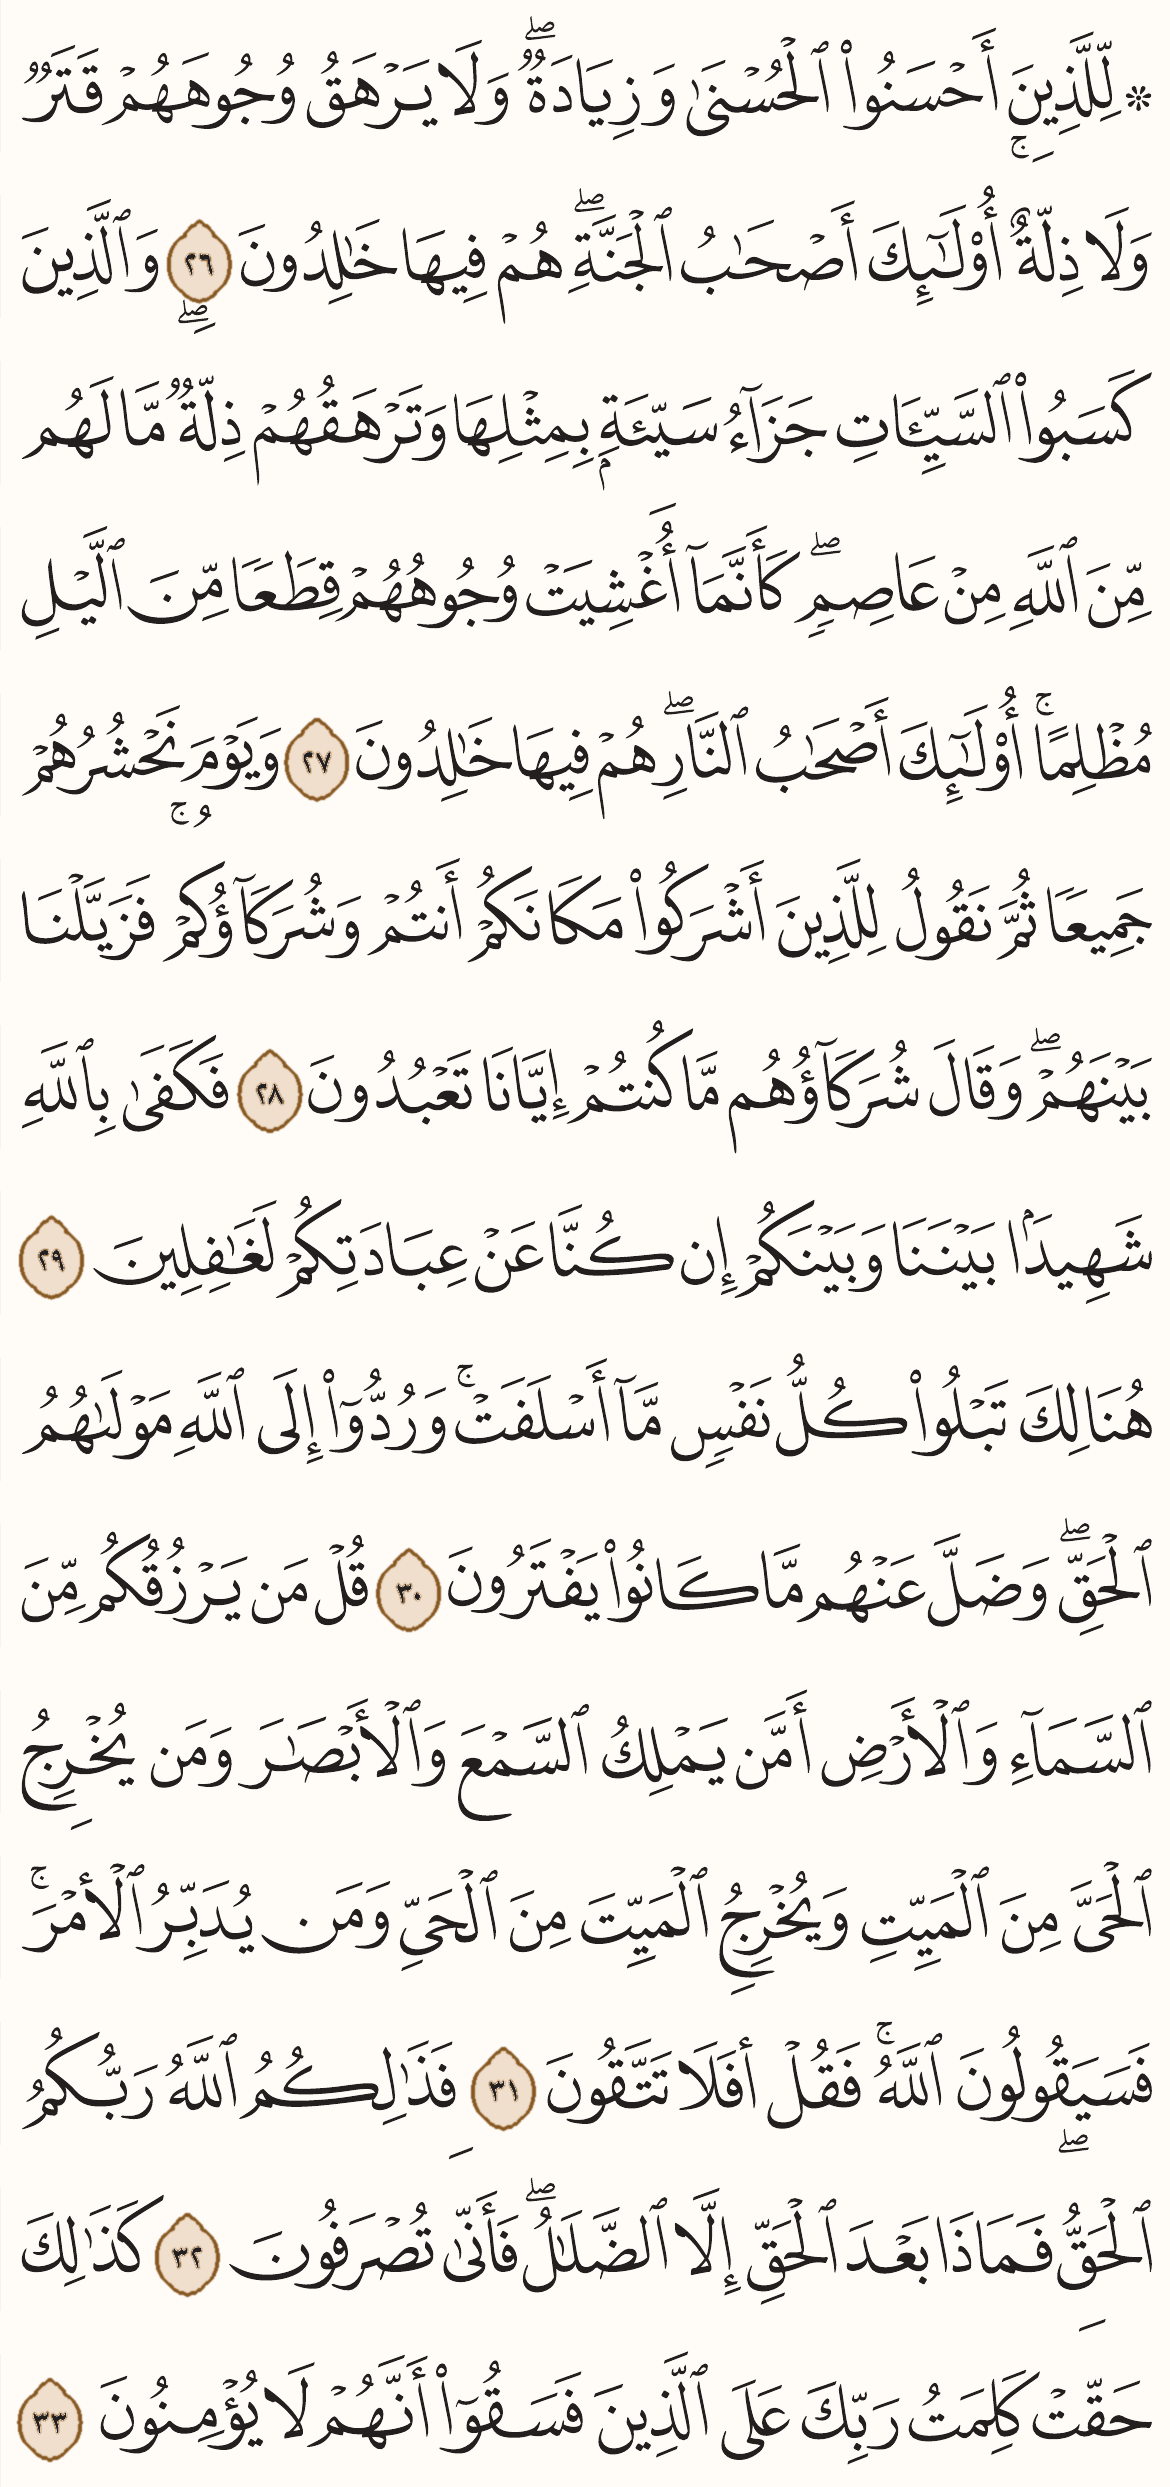 ۞ لِّلَّذِينَ أَحۡسَنُواْ ٱلۡحُسۡنَىٰ وَزِيَادَةٞۖ وَلَا يَرۡهَقُ وُجُوهَهُمۡ قَتَرٞ
وَلَا ذِلَّةٌۚ أُوْلَٰٓئِكَ أَصۡحَٰبُ ٱلۡجَنَّةِۖ هُمۡ فِيهَا خَٰلِدُونَ ٢٦ وَٱلَّذِينَ
كَسَبُواْ ٱلسَّيِّـَٔاتِ جَزَآءُ سَيِّئَةِۭ بِمِثۡلِهَا وَتَرۡهَقُهُمۡ ذِلَّةٞۖ مَّا لَهُم
مِّنَ ٱللَّهِ مِنۡ عَاصِمٖۖ كَأَنَّمَآ أُغۡشِيَتۡ وُجُوهُهُمۡ قِطَعٗا مِّنَ ٱلَّيۡلِ
مُظۡلِمًاۚ أُوْلَٰٓئِكَ أَصۡحَٰبُ ٱلنَّارِۖ هُمۡ فِيهَا خَٰلِدُونَ ٢٧ وَيَوۡمَ نَحۡشُرُهُمۡ
جَمِيعٗا ثُمَّ نَقُولُ لِلَّذِينَ أَشۡرَكُواْ مَكَانَكُمۡ أَنتُمۡ وَشُرَكَآؤُكُمۡۚ فَزَيَّلۡنَا
بَيۡنَهُمۡۖ وَقَالَ شُرَكَآؤُهُم مَّا كُنتُمۡ إِيَّانَا تَعۡبُدُونَ ٢٨ فَكَفَىٰ بِٱللَّهِ
شَهِيدَۢا بَيۡنَنَا وَبَيۡنَكُمۡ إِن كُنَّا عَنۡ عِبَادَتِكُمۡ لَغَٰفِلِينَ ٢٩
هُنَالِكَ تَبۡلُواْ كُلُّ نَفۡسٖ مَّآ أَسۡلَفَتۡۚ وَرُدُّوٓاْ إِلَى ٱللَّهِ مَوۡلَىٰهُمُ
ٱلۡحَقِّۖ وَضَلَّ عَنۡهُم مَّا كَانُواْ يَفۡتَرُونَ ٣٠ قُلۡ مَن يَرۡزُقُكُم مِّنَ
ٱلسَّمَآءِ وَٱلۡأَرۡضِ أَمَّن يَمۡلِكُ ٱلسَّمۡعَ وَٱلۡأَبۡصَٰرَ وَمَن يُخۡرِجُ
ٱلۡحَيَّ مِنَ ٱلۡمَيِّتِ وَيُخۡرِجُ ٱلۡمَيِّتَ مِنَ ٱلۡحَيِّ وَمَن يُدَبِّرُ ٱلۡأَمۡرَۚ
فَسَيَقُولُونَ ٱللَّهُۚ فَقُلۡ أَفَلَا تَتَّقُونَ ٣١ فَذَٰلِكُمُ ٱللَّهُ رَبُّكُمُ
ٱلۡحَقُّۖ فَمَاذَا بَعۡدَ ٱلۡحَقِّ إِلَّا ٱلضَّلَٰلُۖ فَأَنَّىٰ تُصۡرَفُونَ ٣٢ كَذَٰلِكَ
حَقَّتۡ كَلِمَتُ رَبِّكَ عَلَى ٱلَّذِينَ فَسَقُوٓاْ أَنَّهُمۡ لَا يُؤۡمِنُونَ ٣٣